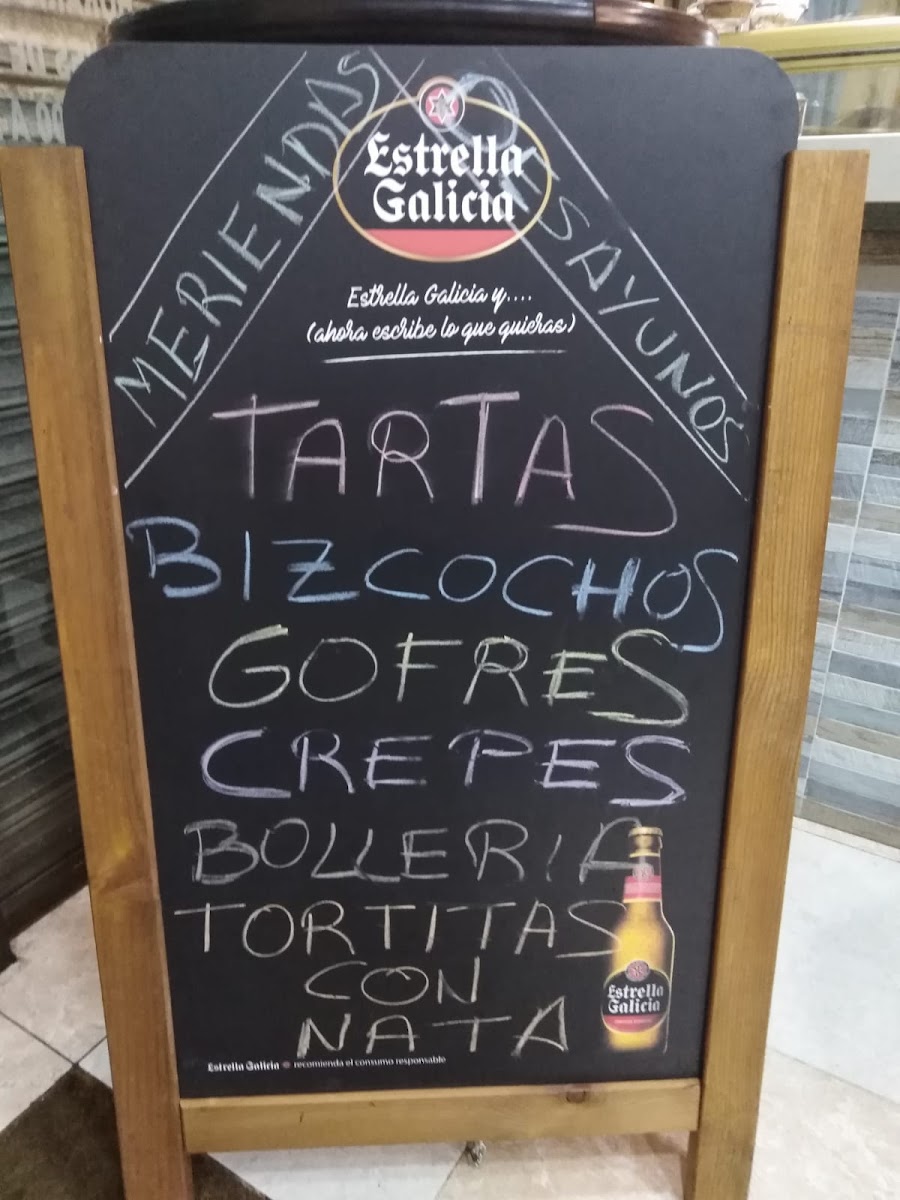 MERIENDAS
DESAYUNOS
Estrella
Galicia
Estrella Galicia y....
(ahora escribe lo que quieras)
TARTAS
BIZCOCHOS
GOFRES
CREPES
BOLLERIA
TORTITAS
CON
NATA
Estrella
Galicia
Estrella Galicia recomienda el consumo responsable